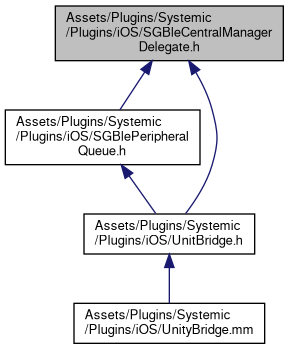 Assets/Plugins/Systemic
/Plugins/iOS/SGBleCentralManager
Delegate.h
Assets/Plugins/Systemic
/Plugins/iOS/SGBlePeripheral
Queue.h
Assets/Plugins/Systemic
/Plugins/iOS/UnitBridge.h
Assets/Plugins/Systemic
/Plugins/iOS/UnityBridge.mm